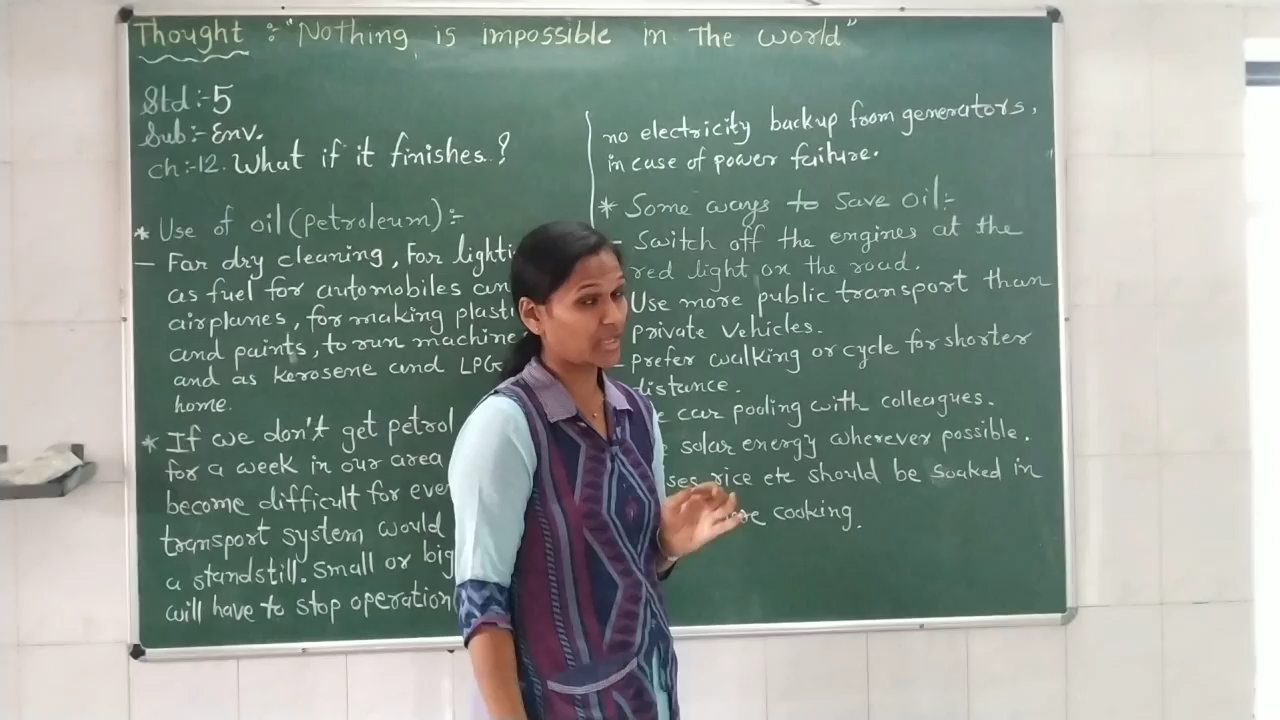 Thought :- "Nothing is impossible in The world"
Std:-5
Sub:- Env.
ch:-12. What if it finishes.?
* Use of oil (petroleum):-
- For dry cleaning, For
as fuel for automobiles
airplanes, for making
and paints, to run
and as kerosene and LPG
home.
* If we don't get petrol
for a week in our area
become difficult for
transport system would
a standstill. Small or big
will have to stop operation
no electricity backup from generators,
in case of power failure.
* Some ways to save oil:-
- Switch off the engines at the
red light on the road.
Use more public transport than
private vehicles.
- prefer walking or cycle for shorter
distance.
car pooling with colleagues.
solar energy wherever possible.
rice etc should be soaked in
cooking.